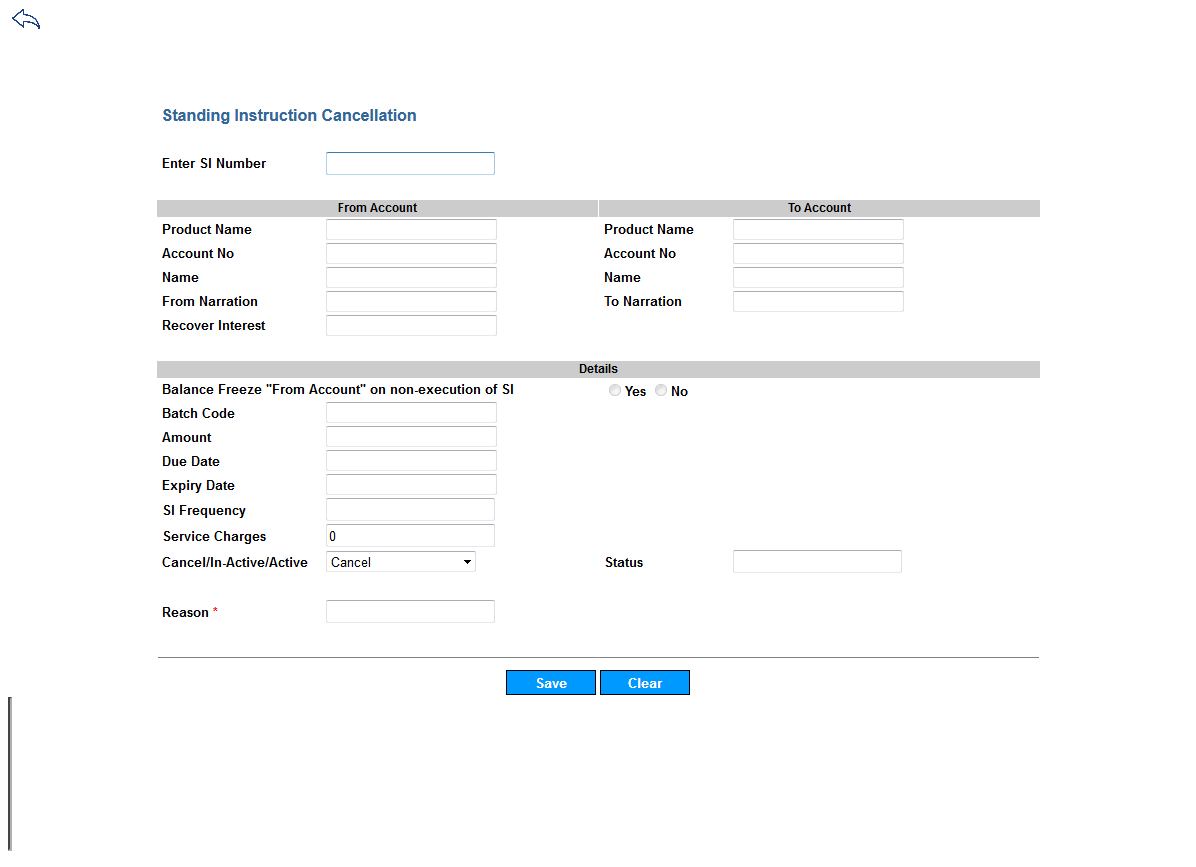 Standing Instruction Cancellation
Enter SI Number
From Account To Account
Product Name Product Name
Account No Account No
Name Name
From Narration To Narration
Recover Interest
Details
Balance Freeze "From Account" on non-execution of SI Yes No
Batch Code
Amount
Due Date
Expiry Date
SI Frequency
Service Charges 0
Cancel/In-Active/Active Cancel Status
Reason *
Save Clear